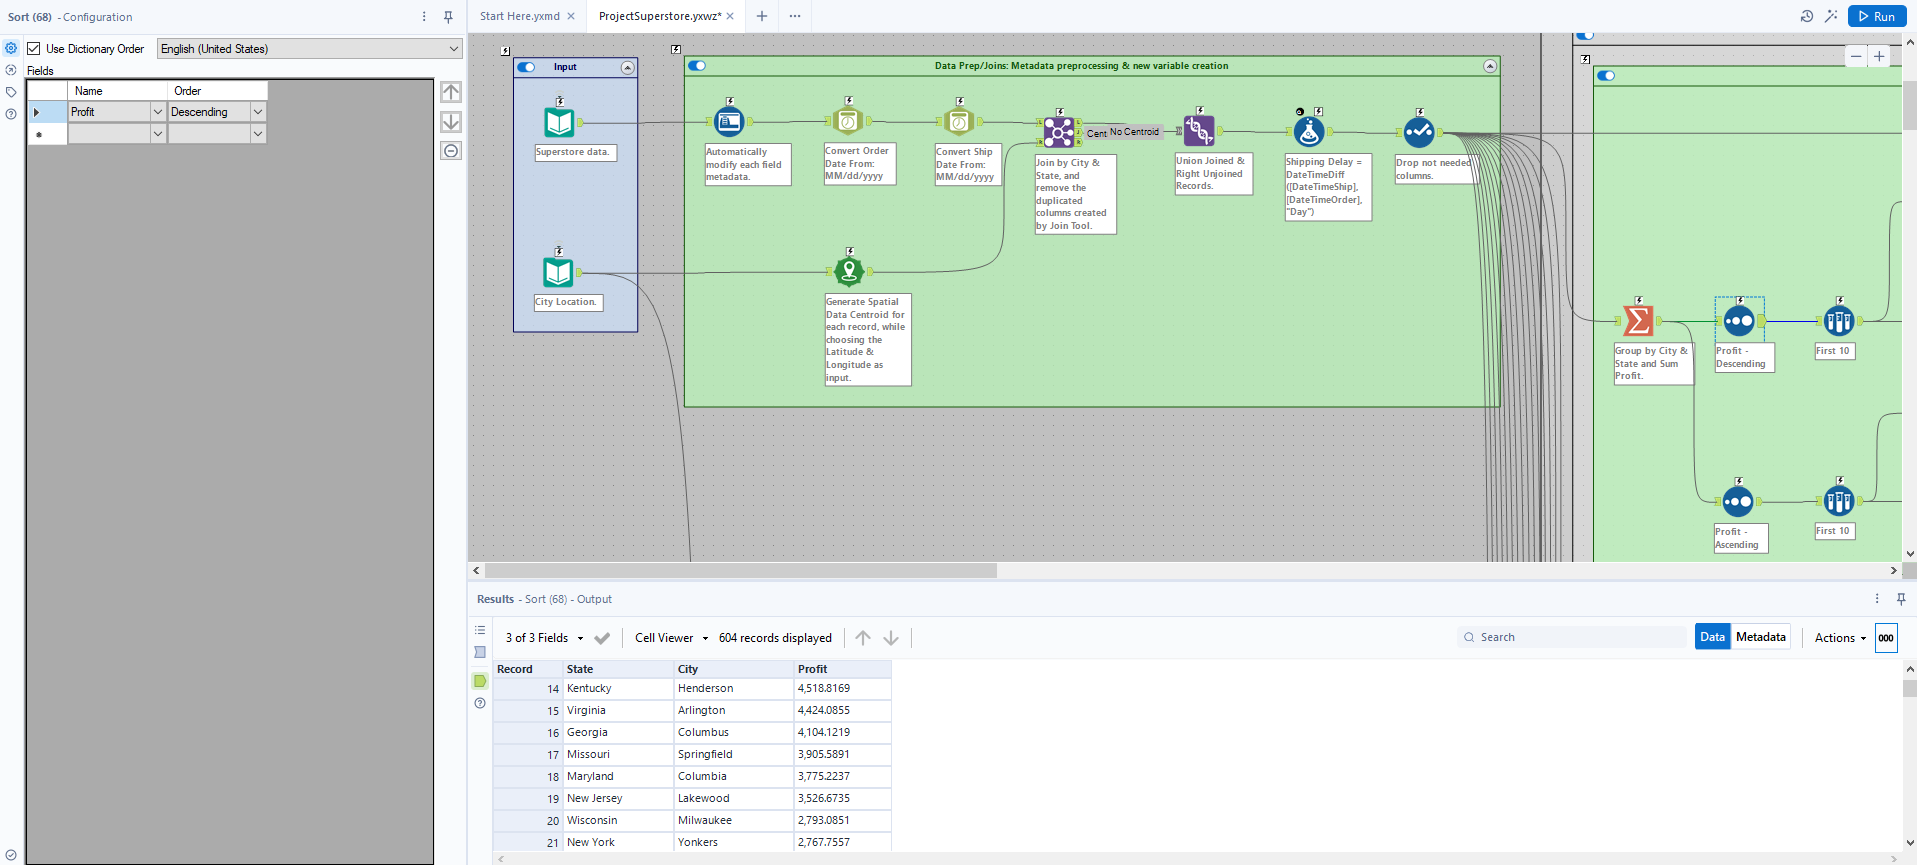 Sort (68) - Configuration
Start Here.yxmd
ProjectSuperstore.yxwz*
Run
Use Dictionary Order
English (United States)
Fields
Name
Order
Profit
Descending
Input
Superstore data.
City Location.
Data Prep/Joins: Metadata preprocessing & new variable creation
Automatically
modify each field
metadata.
Convert Order
Date From:
MM/dd/yyyy
Convert Ship
Date From:
MM/dd/yyyy
Cent
No Centroid
Join by City &
State, and
remove the
duplicated
columns created
by Join Tool.
Union Joined &
Right Unjoined
Records.
Shipping Delay =
DateTimeDiff
([DateTimeShip],
[DateTimeOrder],
"Day")
Drop not needed
columns.
Generate Spatial
Data Centroid for
each record, while
choosing the
Latitude &
Longitude as
input.
Group by City &
State and Sum
Profit.
Profit -
Descending
First 10
Profit -
Ascending
First 10
Results - Sort (68) - Output
3 of 3 Fields
Cell Viewer
604 records displayed
Search
Data
Metadata
Actions
000
Record State City Profit
14 Kentucky Henderson 4,518.8169
15 Virginia Arlington 4,424.0855
16 Georgia Columbus 4,104.1219
17 Missouri Springfield 3,905.5891
18 Maryland Columbia 3,775.2237
19 New Jersey Lakewood 3,526.6735
20 Wisconsin Milwaukee 2,793.0851
21 New York Yonkers 2,767.7557